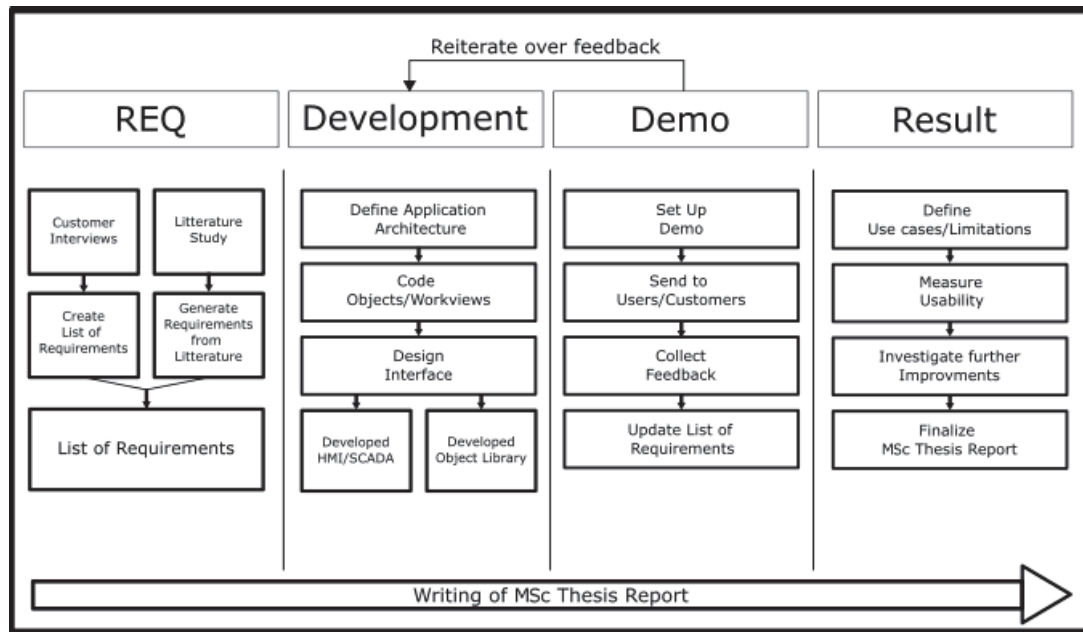 Reiterate over feedback
REQ
Development
Demo
Result
Customer
Interviews
Litterature
Study
Create
List of
Requirements
Generate
Requirements
from
Litterature
List of Requirements
Define Application
Architecture
Code
Objects/Workviews
Design
Interface
Developed
HMI/SCADA
Developed
Object Library
Set Up
Demo
Send to
Users/Customers
Collect
Feedback
Update List of
Requirements
Define
Use cases/Limitations
Measure
Usability
Investigate further
Improvments
Finalize
MSc Thesis Report
Writing of MSc Thesis Report